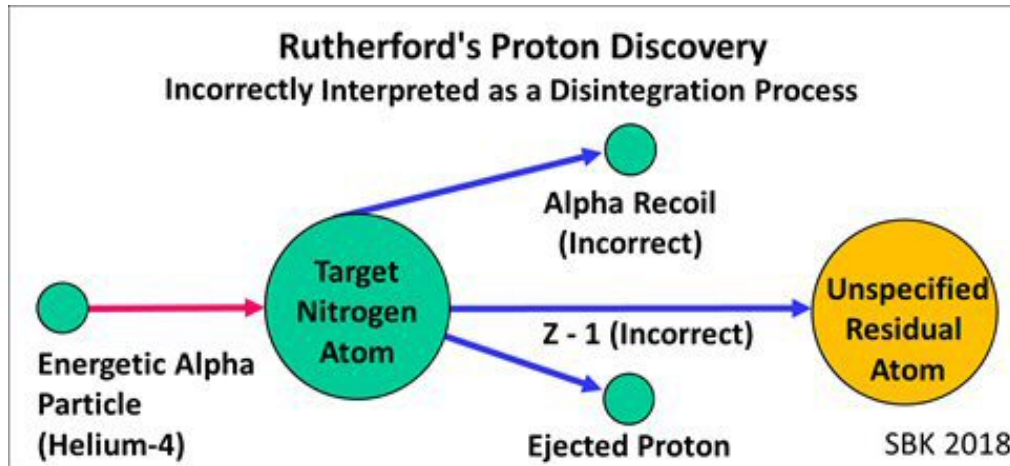 Rutherford's Proton Discovery
Incorrectly Interpreted as a Disintegration Process
Alpha Recoil
(Incorrect)
Target
Nitrogen
Atom
Unspecified
Residual
Atom
Z - 1 (Incorrect)
Energetic Alpha
Particle
(Helium-4)
Ejected Proton
SBK 2018